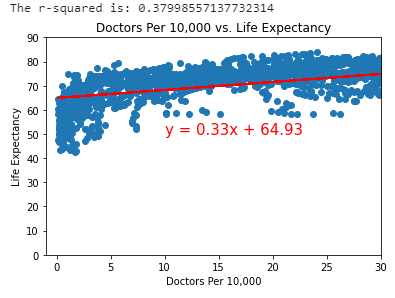 The r-squared is: 0.37998557137732314
Doctors Per 10,000 vs. Life Expectancy
90
80
70
60
50
40
30
20
10
0
Life Expectancy
y = 0.33x + 64.93
0 5 10 15 20 25 30
Doctors Per 10,000